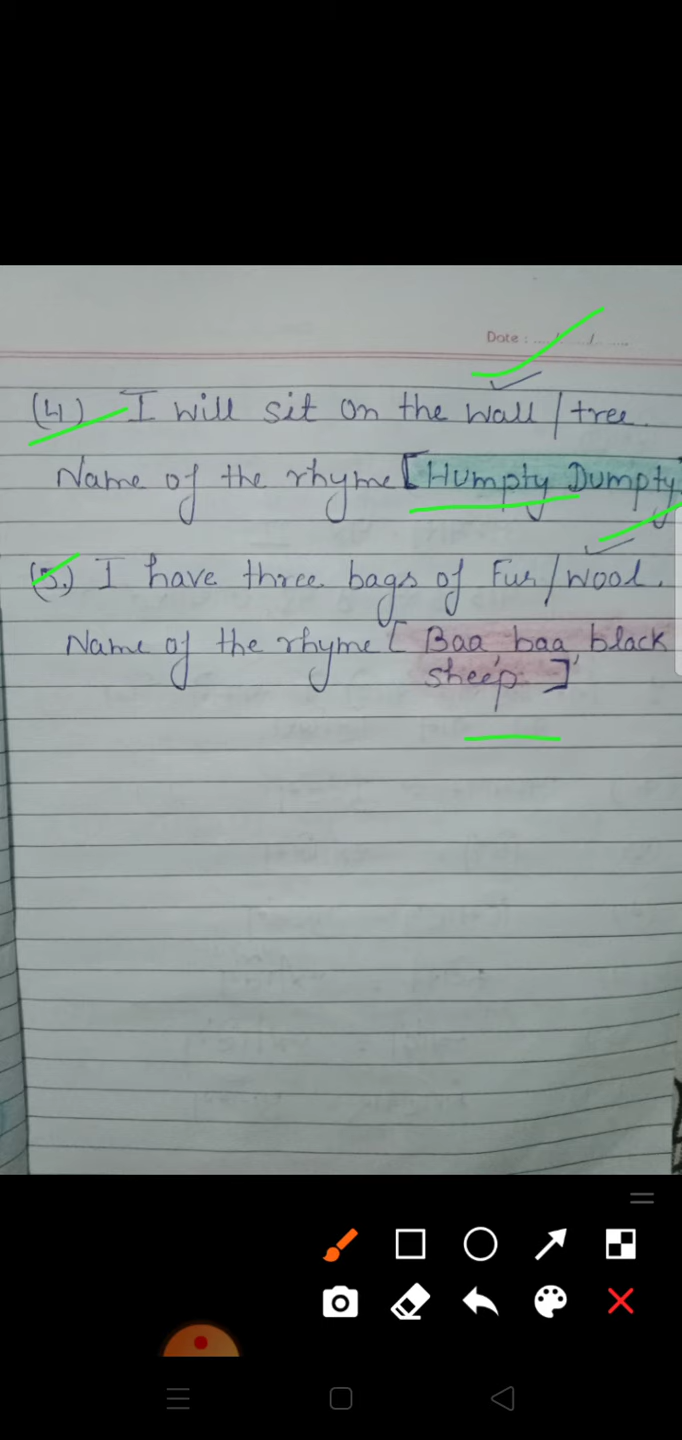 Date : ..../..../......
(4) I will sit on the wall / tree.
Name of the rhyme [Humpty Dumpty
(5.) I have three bags of Fur / wool.
Name of the rhyme [ Baa, baa, black
sheep ]